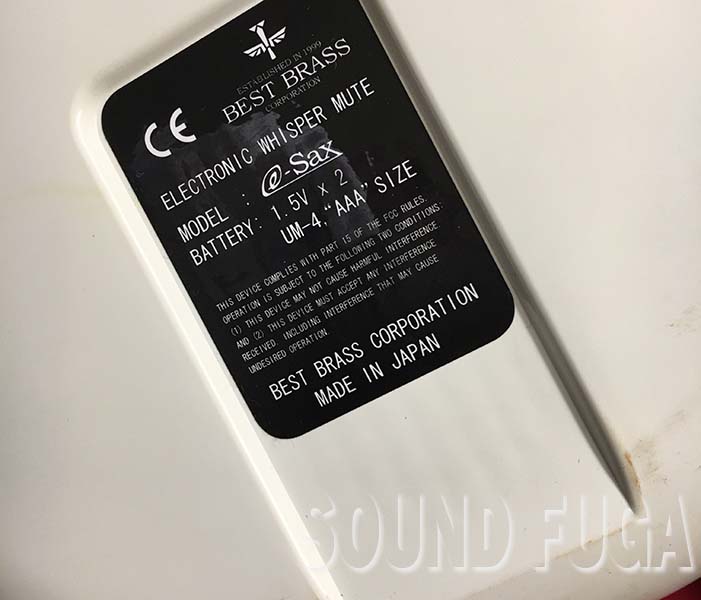 ESTABLISHED IN 1999
BEST BRASS
CORPORATION
CE
ELECTRONIC WHISPER MUTE
MODEL : e-Sax
BATTERY: 1.5V x 2
UM-4,"AAA" SIZE
THIS DEVICE COMPLIES WITH PART 15 OF THE FCC RULES.
OPERATION IS SUBJECT TO THE FOLLOWING TWO CONDITIONS:
(1) THIS DEVICE MAY NOT CAUSE HARMFUL INTERFERENCE.
AND (2) THIS DEVICE MUST ACCEPT ANY INTERFERENCE
RECEIVED, INCLUDING INTERFERENCE THAT MAY CAUSE
UNDESIRED OPERATION.
BEST BRASS CORPORATION
MADE IN JAPAN
SOUND FUGA